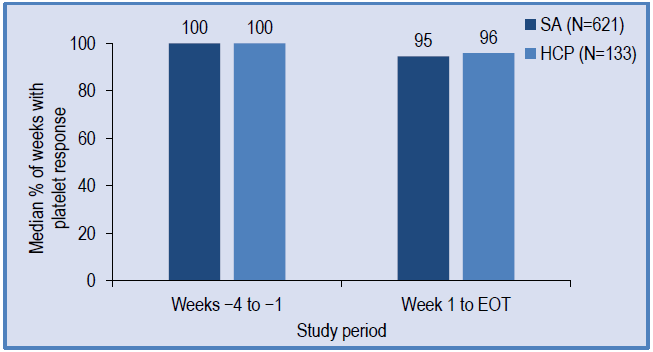 SA (N=621)
HCP (N=133)
Median % of weeks with
platelet response
100
80
60
40
20
0
100 100
95 96
Weeks −4 to −1
Week 1 to EOT
Study period